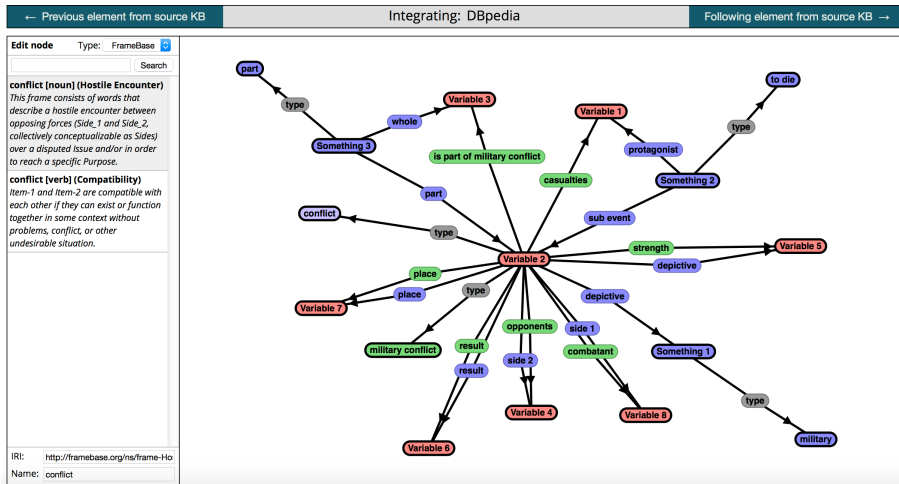 ← Previous element from source KB
Integrating: DBpedia
Following element from source KB →
Edit node
Type:
FrameBase
Search
conflict [noun] (Hostile Encounter)
This frame consists of words that
describe a hostile encounter between
opposing forces (Side_1 and Side_2,
collectively conceptualizable as Sides)
over a disputed Issue and/or in order
to reach a specific Purpose.
conflict [verb] (Compatibility)
Item-1 and Item-2 are compatible with
each other if they can exist or function
together in some context without
problems, conflict, or other
undesirable situation.
IRI:
http://framebase.org/ns/frame-Ho
Name:
conflict
part
type
Something 3
whole
Variable 3
is part of military conflict
Variable 1
casualties
protagonist
to die
type
Something 2
sub event
part
conflict
type
Variable 2
strength
depictive
Variable 5
place
place
Variable 7
type
military conflict
depictive
Something 1
type
military
result
result
Variable 6
opponents
side 2
Variable 4
side 1
combatant
Variable 8